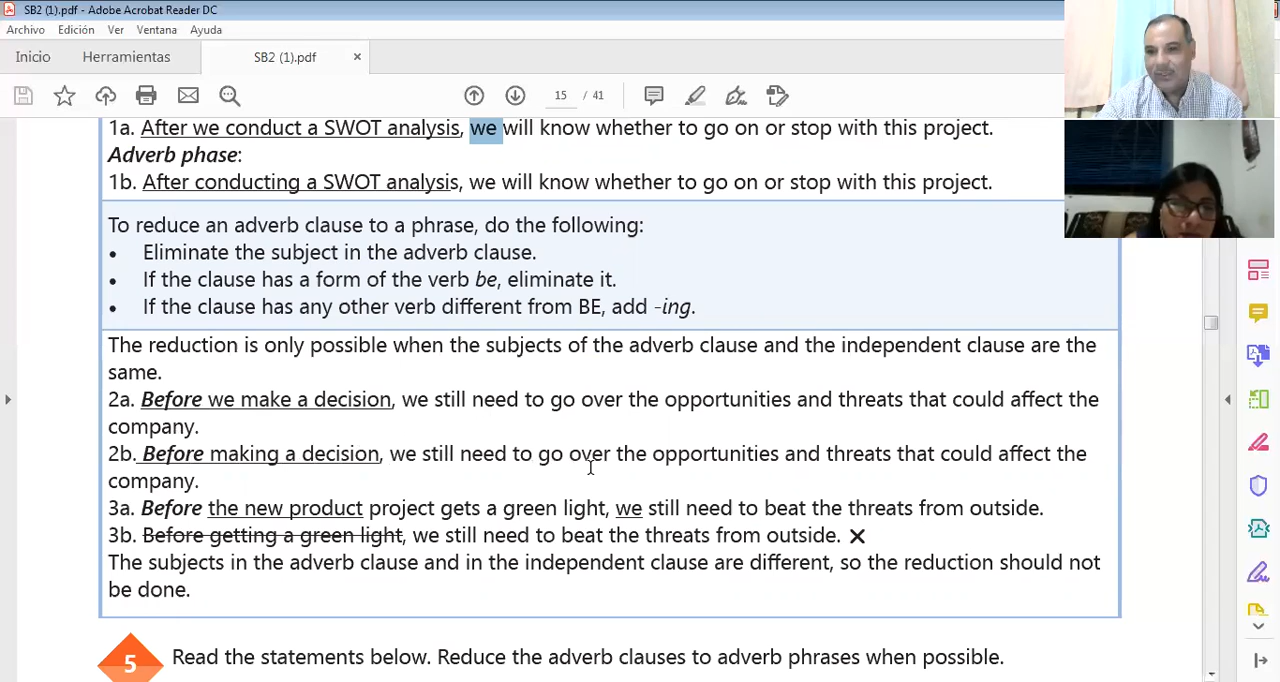 SB2 (1).pdf - Adobe Acrobat Reader DC
Archivo Edición Ver Ventana Ayuda
Inicio Herramientas SB2 (1).pdf ×
15 / 41
1a. After we conduct a SWOT analysis, we will know whether to go on or stop with this project.
Adverb phase:
1b. After conducting a SWOT analysis, we will know whether to go on or stop with this project.
To reduce an adverb clause to a phrase, do the following:
• Eliminate the subject in the adverb clause.
• If the clause has a form of the verb be, eliminate it.
• If the clause has any other verb different from BE, add -ing.
The reduction is only possible when the subjects of the adverb clause and the independent clause are the
same.
2a. Before we make a decision, we still need to go over the opportunities and threats that could affect the
company.
2b. Before making a decision, we still need to go over the opportunities and threats that could affect the
company.
3a. Before the new product project gets a green light, we still need to beat the threats from outside.
3b. Before getting a green light, we still need to beat the threats from outside. ×
The subjects in the adverb clause and in the independent clause are different, so the reduction should not
be done.
5 Read the statements below. Reduce the adverb clauses to adverb phrases when possible.